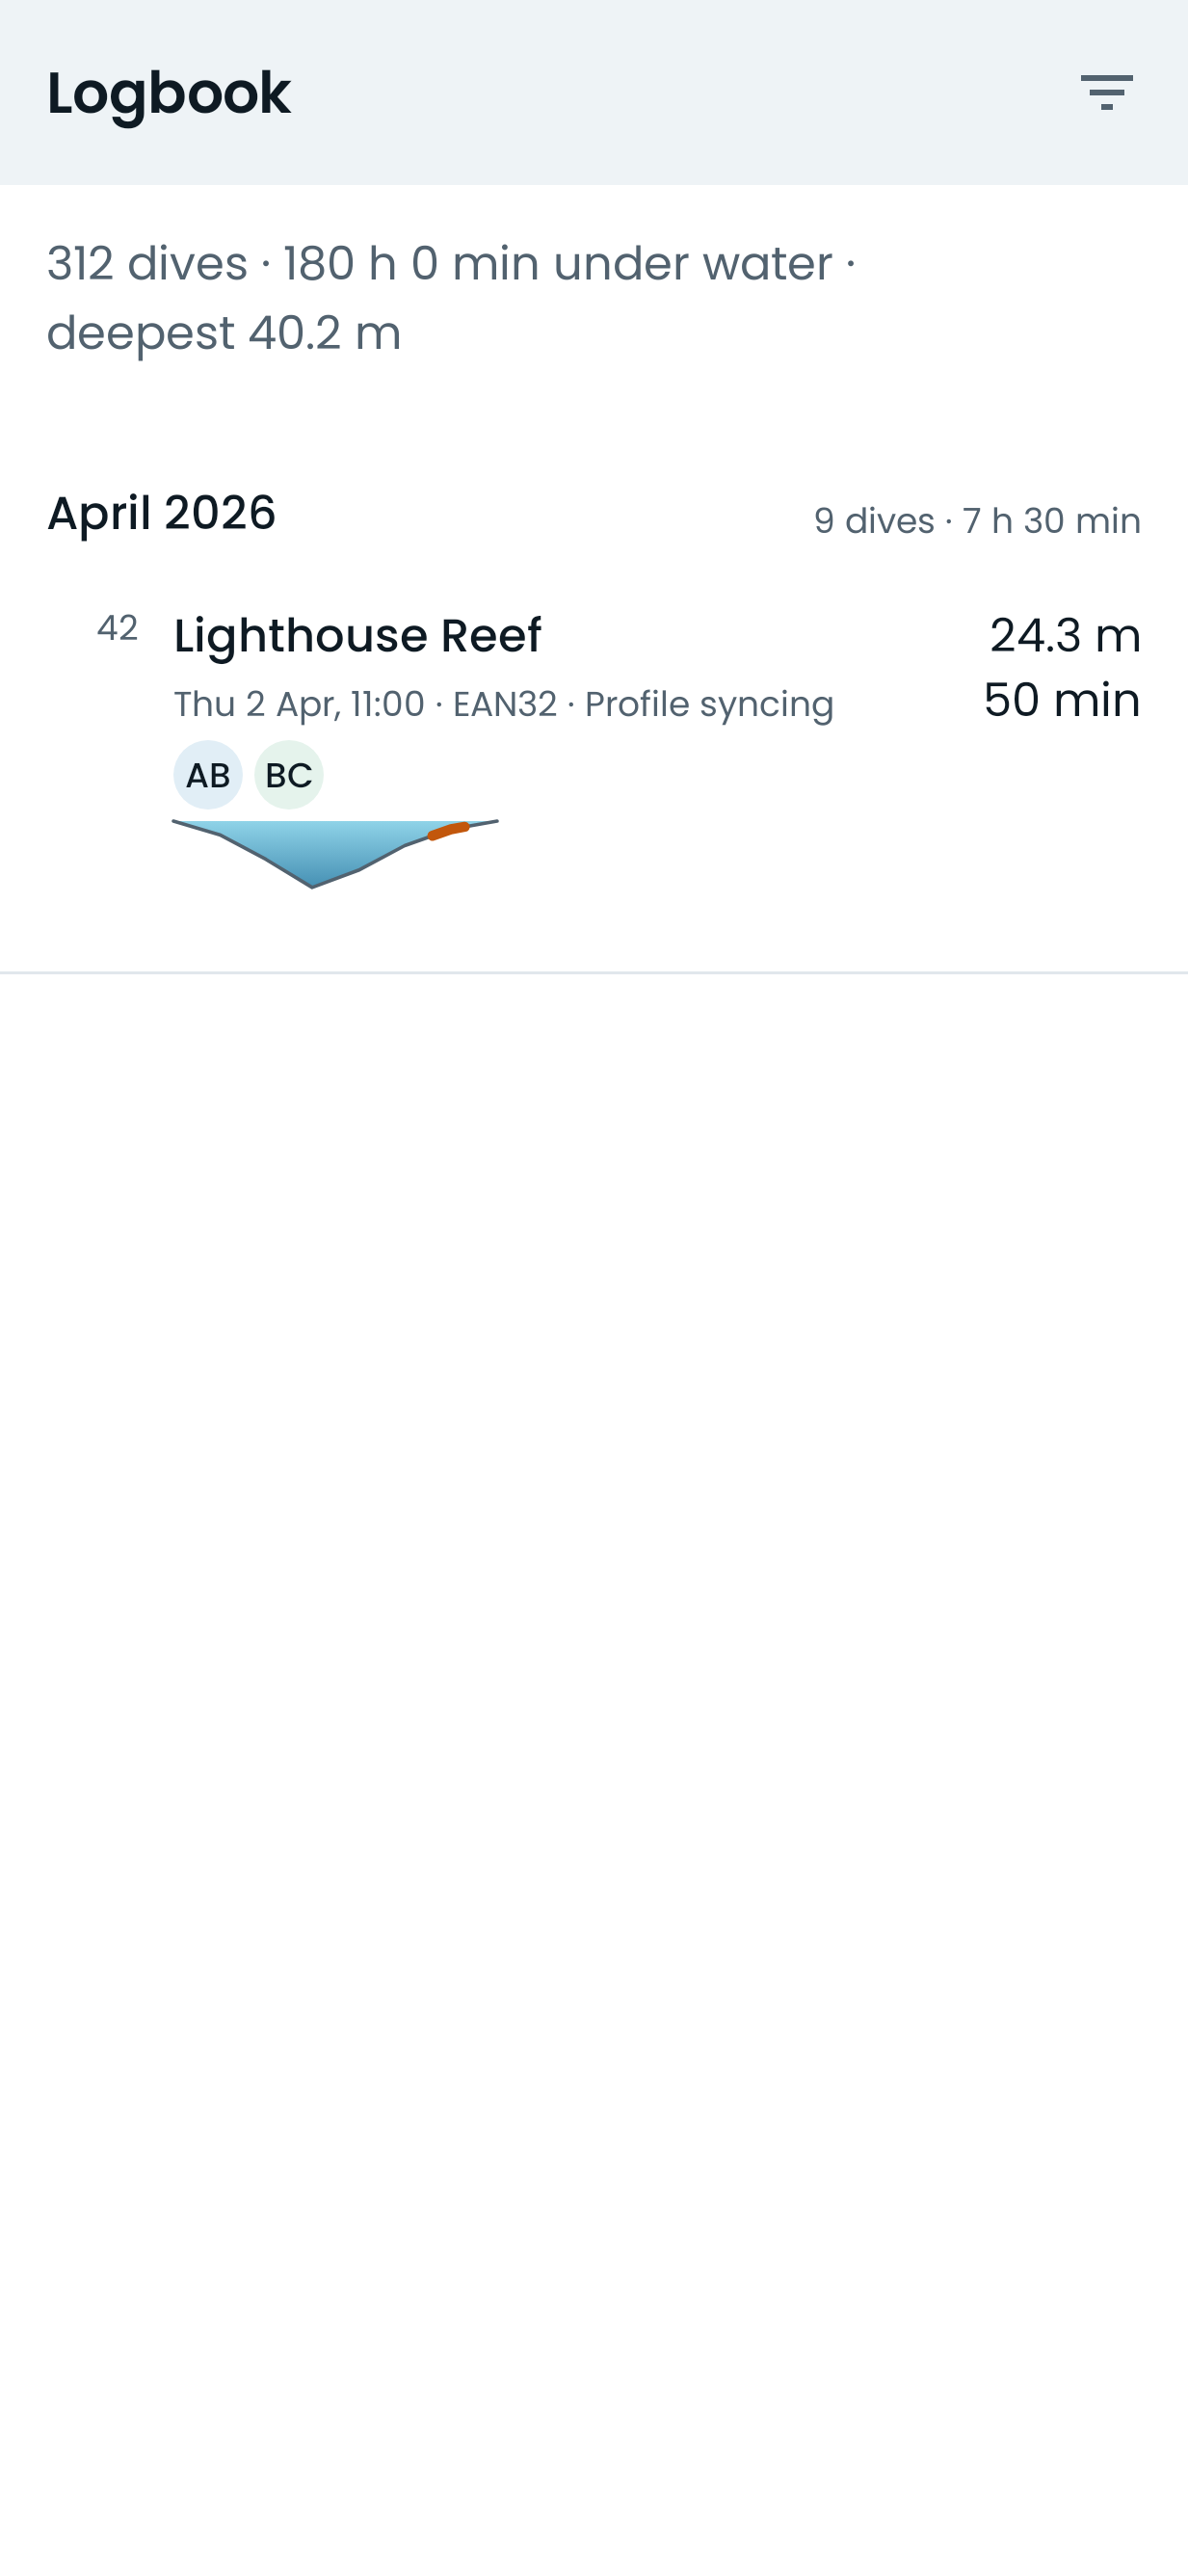 Logbook
312 dives · 180 h 0 min under water ·
deepest 40.2 m
April 2026
9 dives · 7 h 30 min
42
Lighthouse Reef
24.3 m
Thu 2 Apr, 11:00 · EAN32 · Profile syncing
50 min
AB BC